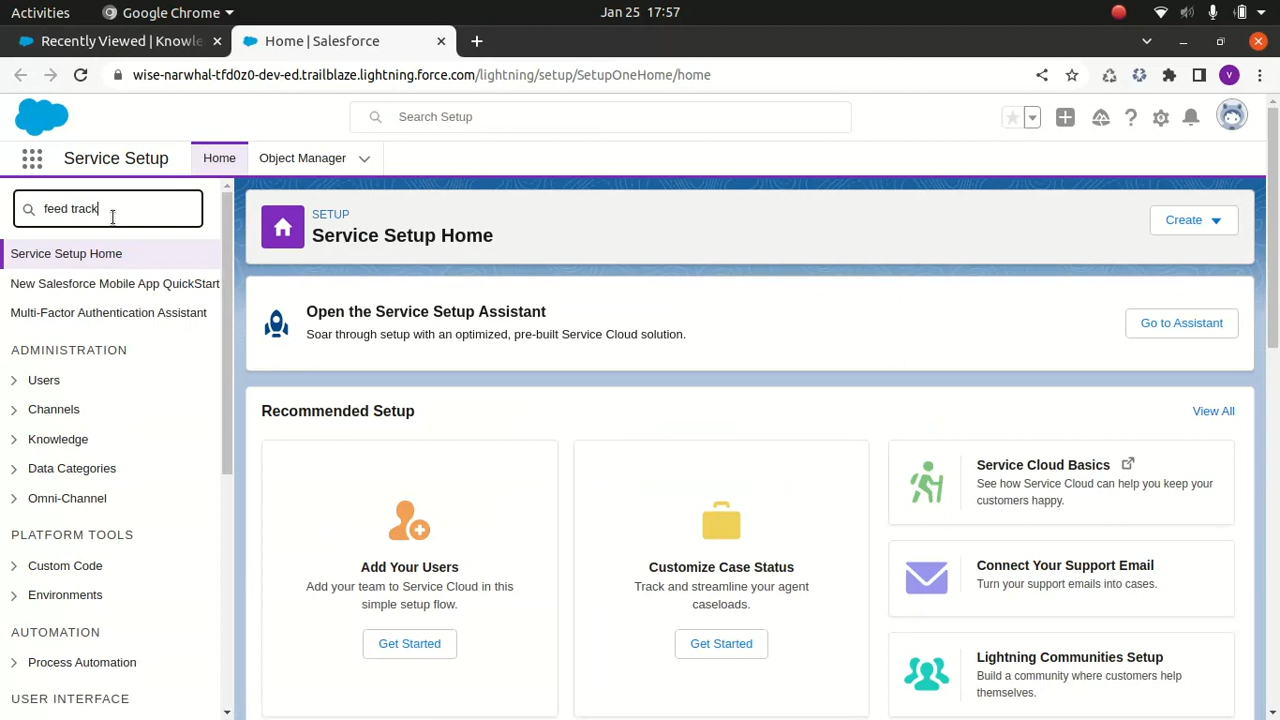 Activities
Google Chrome
Jan 25 17:57
Recently Viewed | Knowle
Home | Salesforce
wise-narwhal-tfd0z0-dev-ed.trailblaze.lightning.force.com/lightning/setup/SetupOneHome/home
V
Search Setup
Service Setup
Home
Object Manager
feed track
Service Setup Home
New Salesforce Mobile App QuickStart
Multi-Factor Authentication Assistant
ADMINISTRATION
Users
Channels
Knowledge
Data Categories
Omni-Channel
PLATFORM TOOLS
Custom Code
Environments
AUTOMATION
Process Automation
USER INTERFACE
SETUP
Service Setup Home
Create
Open the Service Setup Assistant
Soar through setup with an optimized, pre-built Service Cloud solution.
Go to Assistant
Recommended Setup
View All
Add Your Users
Add your team to Service Cloud in this
simple setup flow.
Get Started
Customize Case Status
Track and streamline your agent
caseloads.
Get Started
Service Cloud Basics
See how Service Cloud can help you keep your
customers happy.
Connect Your Support Email
Turn your support emails into cases.
Lightning Communities Setup
Build a community where customers help
themselves.